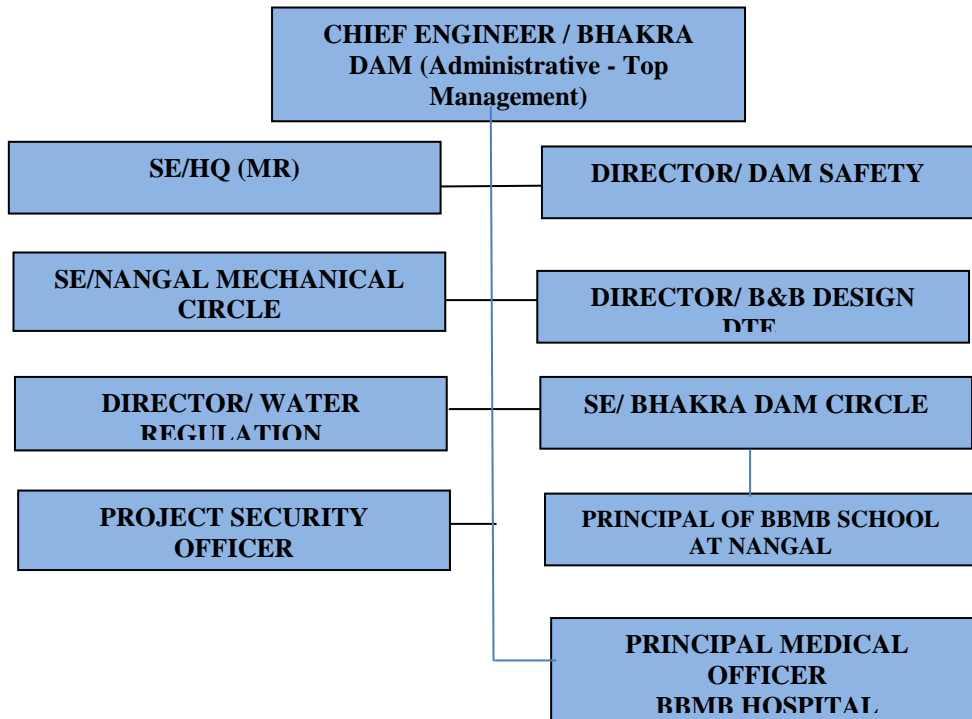 CHIEF ENGINEER / BHAKRA
DAM (Administrative - Top
Management)
SE/HQ (MR)
DIRECTOR/ DAM SAFETY
SE/NANGAL MECHANICAL
CIRCLE
DIRECTOR/ B&B DESIGN
DTE
DIRECTOR/ WATER
REGULATION
SE/ BHAKRA DAM CIRCLE
PROJECT SECURITY
OFFICER
PRINCIPAL OF BBMB SCHOOL
AT NANGAL
PRINCIPAL MEDICAL
OFFICER
BBMB HOSPITAL